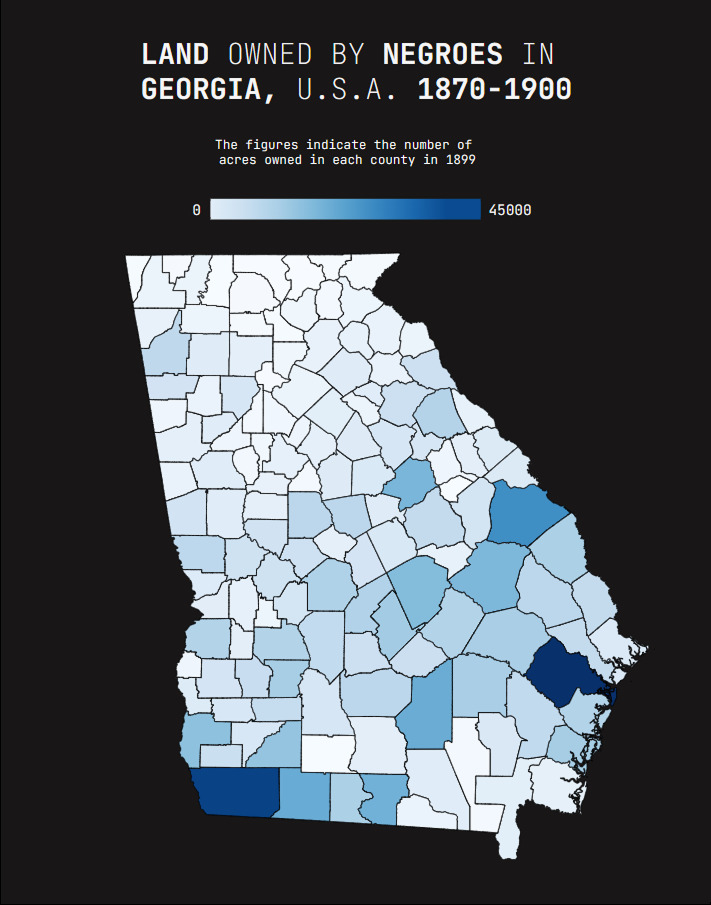 LAND OWNED BY NEGROES IN
GEORGIA, U.S.A. 1870-1900
The figures indicate the number of
acres owned in each county in 1899
0 45000